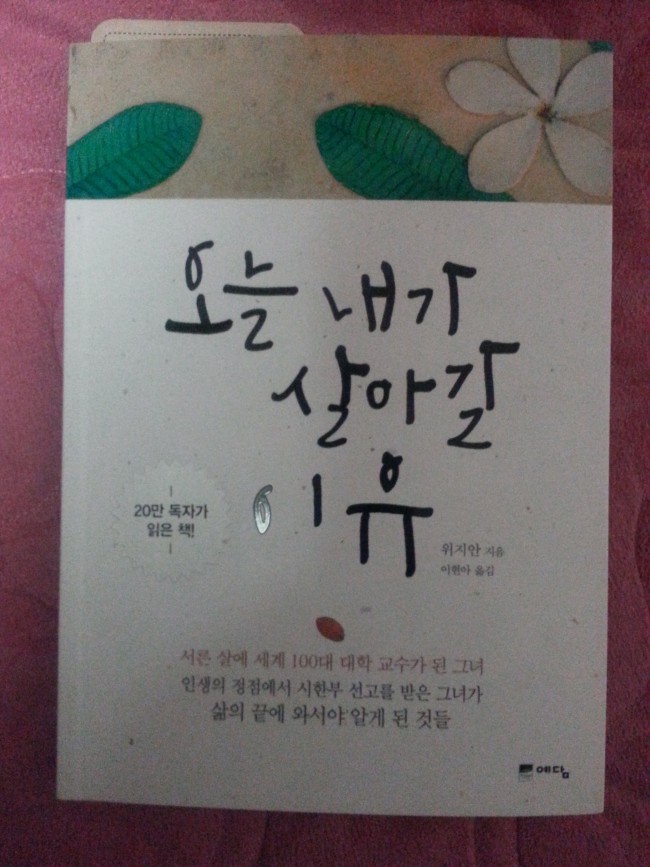 오늘 내가
살아갈
이유
20만 독자가
읽은 책!
위지안 지음
이현아 옮김
서른 살에 세계 100대 대학 교수가 된 그녀
인생의 정점에서 시한부 선고를 받은 그녀가
삶의 끝에 와서야 알게 된 것들
예담